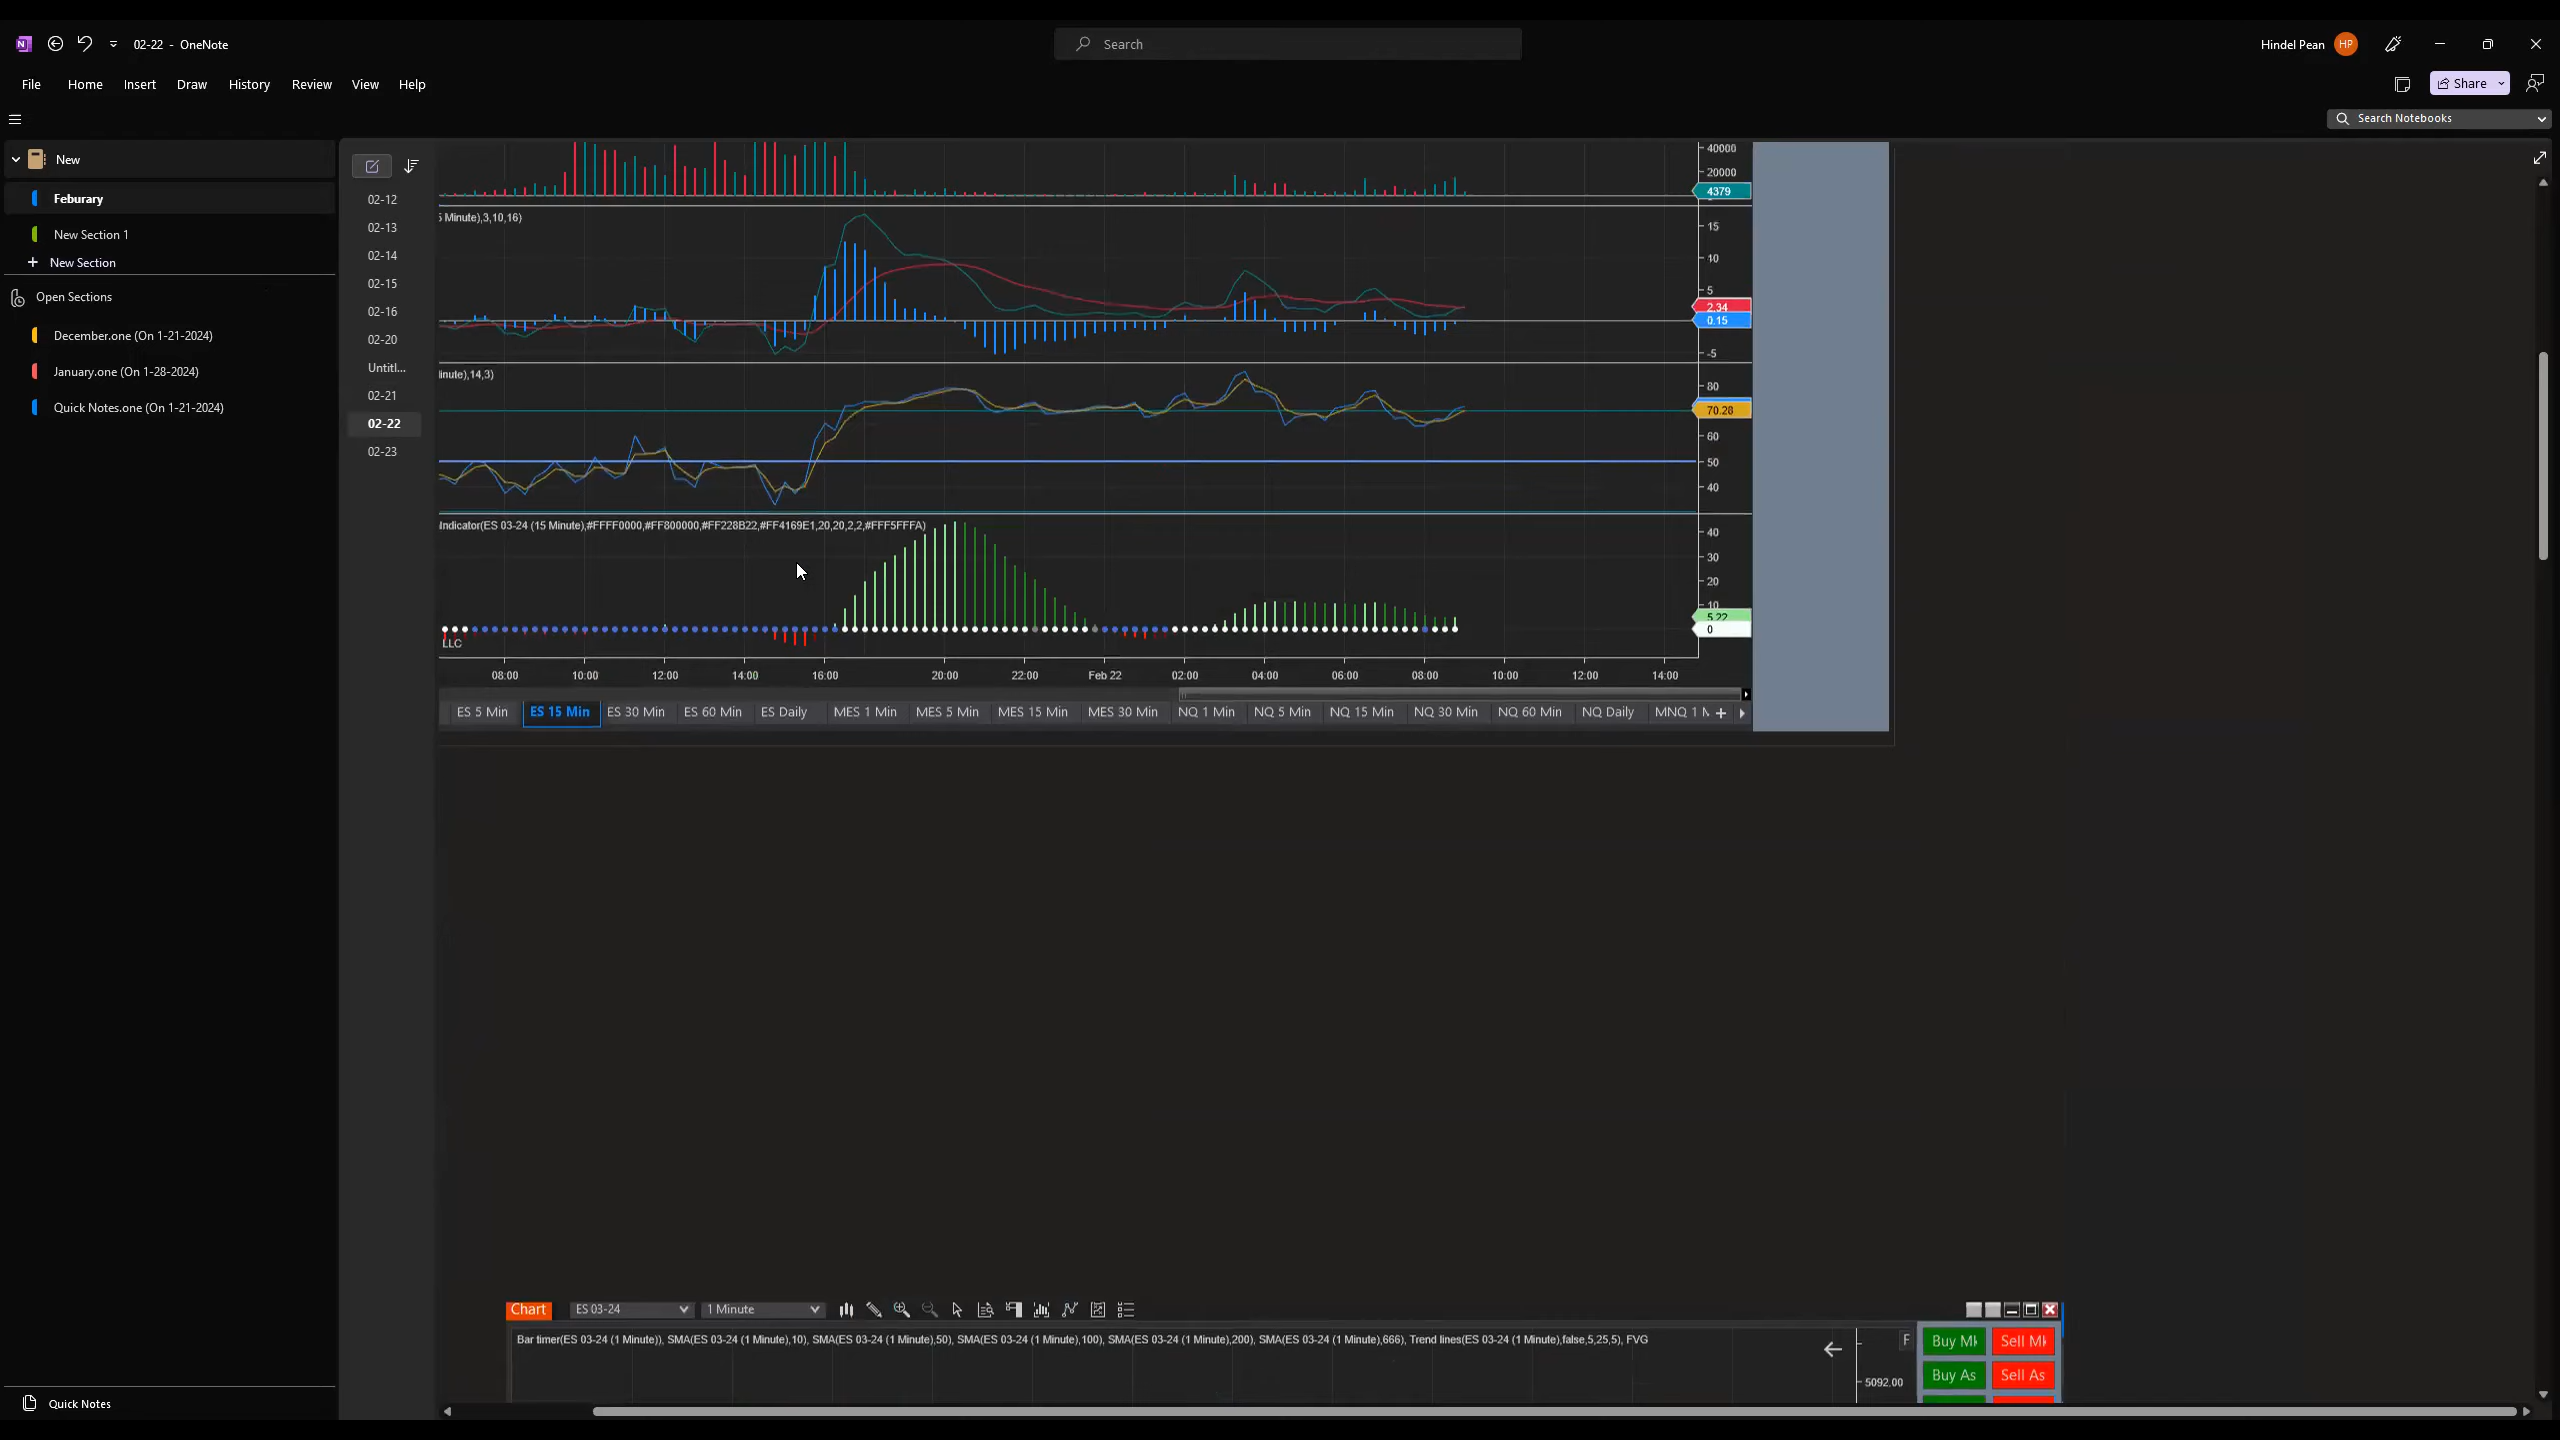 02-22 - OneNote
Search
Hindel Pean
HP
File Home Insert Draw History Review View Help
Share
Search Notebooks
New
Feburary
New Section 1
New Section
Open Sections
December.one (On 1-21-2024)
January.one (On 1-28-2024)
Quick Notes.one (On 1-21-2024)
Quick Notes
02-12
02-13
02-14
02-15
02-16
02-20
Untitl...
02-21
02-22
02-23
40000
20000
4379
5 Minute),3,10,16)
15
10
5
2.34
0.15
-5
inute),14,3)
80
70.28
60
50
40
Indicator(ES 03-24 (15 Minute),#FFFF0000,#FF800000,#FF228B22,#FF4169E1,20,20,2,2,#FFF5FFFA)
40
30
20
10
5.22
0
LLC
08:00 10:00 12:00 14:00 16:00 20:00 22:00 Feb 22 02:00 04:00 06:00 08:00 10:00 12:00 14:00
ES 5 Min ES 15 Min ES 30 Min ES 60 Min ES Daily MES 1 Min MES 5 Min MES 15 Min MES 30 Min NQ 1 Min NQ 5 Min NQ 15 Min NQ 30 Min NQ 60 Min NQ Daily MNQ 1 M
Chart ES 03-24 1 Minute
Bar timer(ES 03-24 (1 Minute)), SMA(ES 03-24 (1 Minute),10), SMA(ES 03-24 (1 Minute),50), SMA(ES 03-24 (1 Minute),100), SMA(ES 03-24 (1 Minute),200), SMA(ES 03-24 (1 Minute),666), Trend lines(ES 03-24 (1 Minute),false,5,25,5), FVG
F
Buy Mk Sell Mk
5092.00
Buy As Sell As